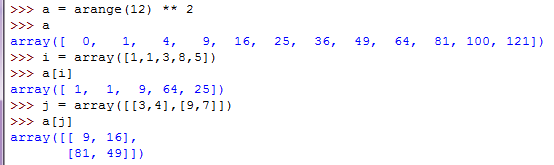 >>> a = arange(12) ** 2
>>> a
array([  0,   1,   4,   9,  16,  25,  36,  49,  64,  81, 100, 121])
>>> i = array([1,1,3,8,5])
>>> a[i]
array([ 1,  1,  9, 64, 25])
>>> j = array([[3,4],[9,7]])
>>> a[j]
array([[ 9, 16],
       [81, 49]])